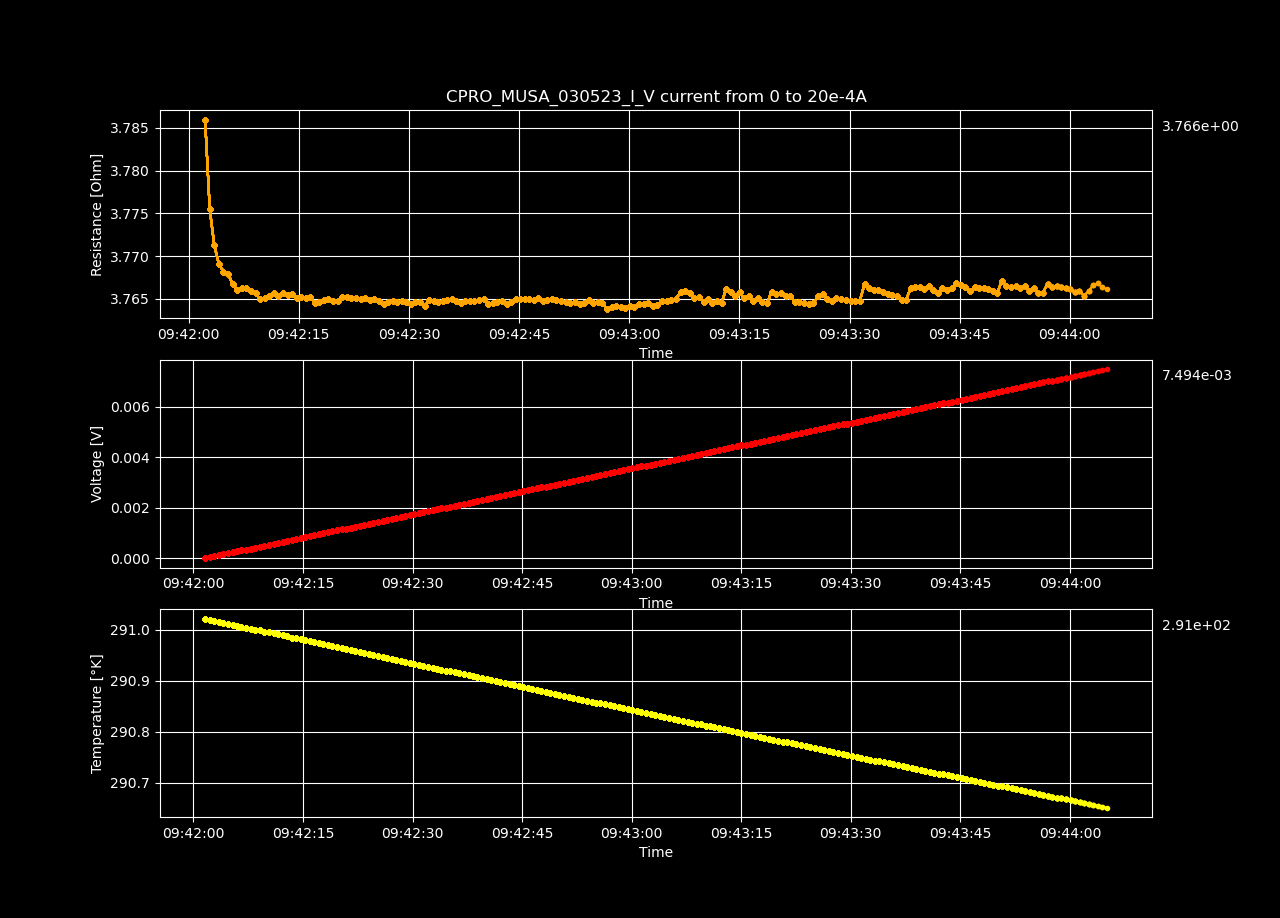 CPRO_MUSA_030523_I_V current from 0 to 20e-4A
3.766e+00
Resistance [Ohm]
3.785
3.780
3.775
3.770
3.765
09:42:00 09:42:15 09:42:30 09:42:45 09:43:00 09:43:15 09:43:30 09:43:45 09:44:00
Time
7.494e-03
Voltage [V]
0.006
0.004
0.002
0.000
09:42:00 09:42:15 09:42:30 09:42:45 09:43:00 09:43:15 09:43:30 09:43:45 09:44:00
Time
2.91e+02
Temperature [°K]
291.0
290.9
290.8
290.7
09:42:00 09:42:15 09:42:30 09:42:45 09:43:00 09:43:15 09:43:30 09:43:45 09:44:00
Time